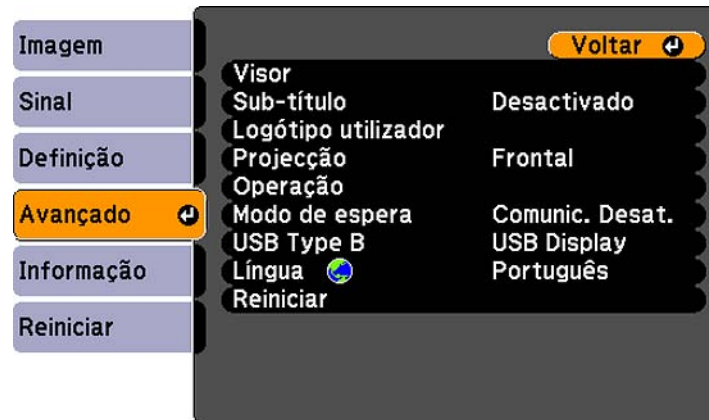 Imagem
Sinal
Definição
Avançado
Informação
Reiniciar
Voltar
Visor
Sub-título Desactivado
Logótipo utilizador
Projecção Frontal
Operação
Modo de espera Comunic. Desat.
USB Type B USB Display
Língua Português
Reiniciar